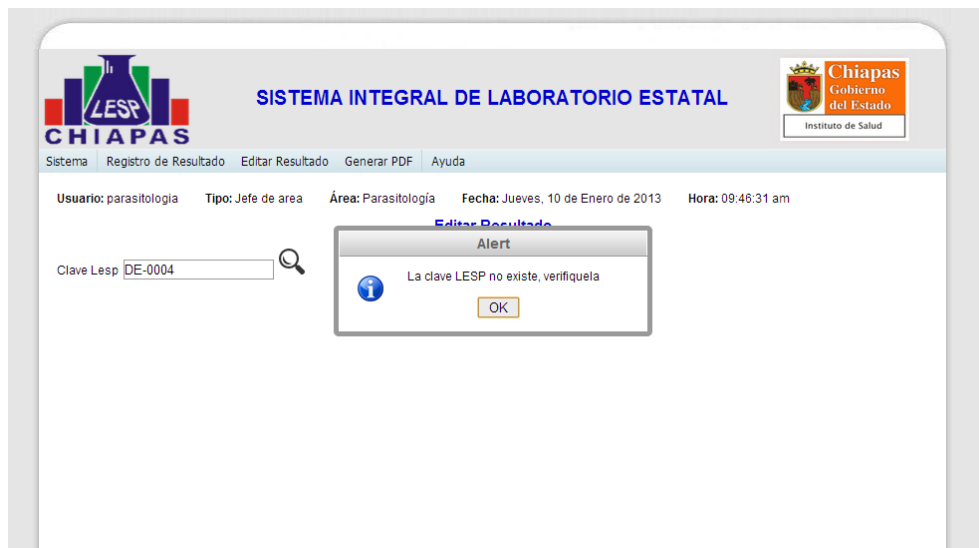 LESP
CHIAPAS
SISTEMA INTEGRAL DE LABORATORIO ESTATAL
Chiapas
Gobierno
del Estado
Instituto de Salud
Sistema Registro de Resultado Editar Resultado Generar PDF Ayuda
Usuario: parasitologia Tipo: Jefe de area Área: Parasitología Fecha: Jueves, 10 de Enero de 2013 Hora: 09:46:31 am
Editar Resultado
Alert
Clave Lesp DE-0004
La clave LESP no existe, verifiquela
OK